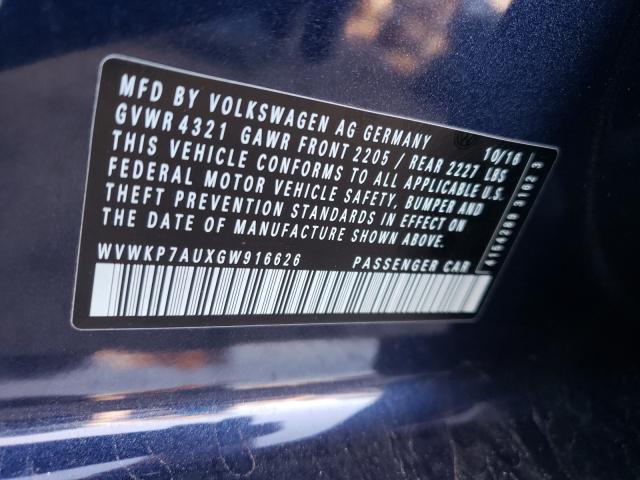 MFD BY VOLKSWAGEN AG GERMANY 10/16
GVWR 4321 GAWR FRONT 2205 / REAR 2227 LBS
THIS VEHICLE CONFORMS TO ALL APPLICABLE U.S.
FEDERAL MOTOR VEHICLE SAFETY, BUMPER AND
THEFT PREVENTION STANDARDS IN EFFECT ON
THE DATE OF MANUFACTURE SHOWN ABOVE.
WVWKP7AUXGW916626 PASSENGER CAR